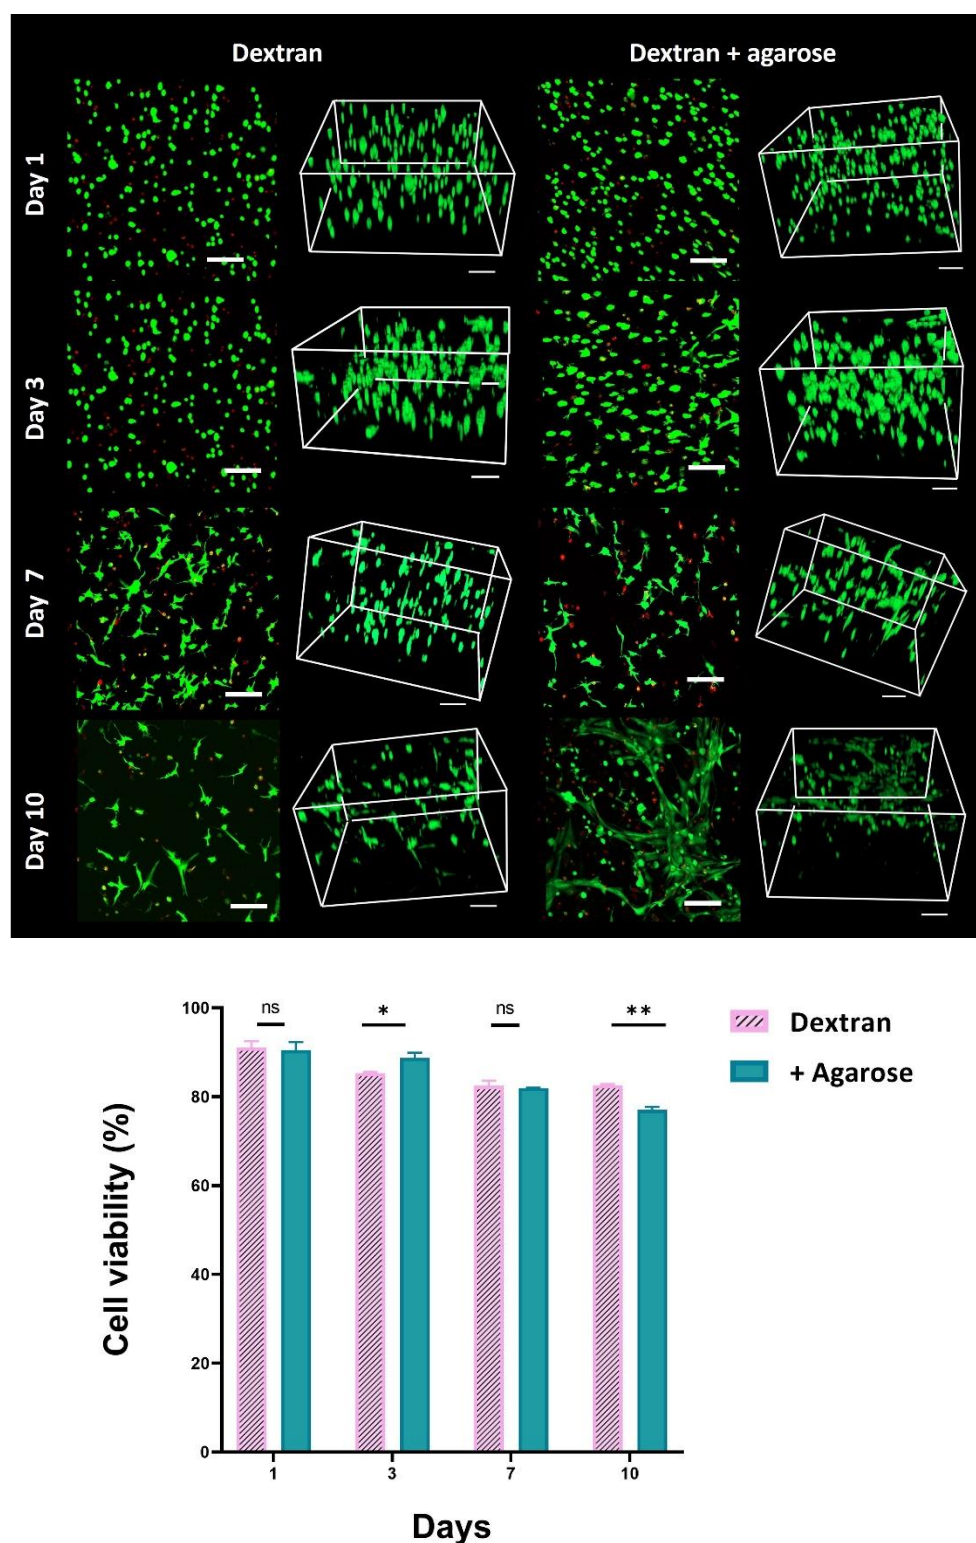 Dextran
Dextran + agarose
Day 1
Day 3
Day 7
Day 10
ns
*
ns
**
Dextran
+ Agarose
Cell viability (%)
100
80
60
40
20
0
1
3
7
10
Days